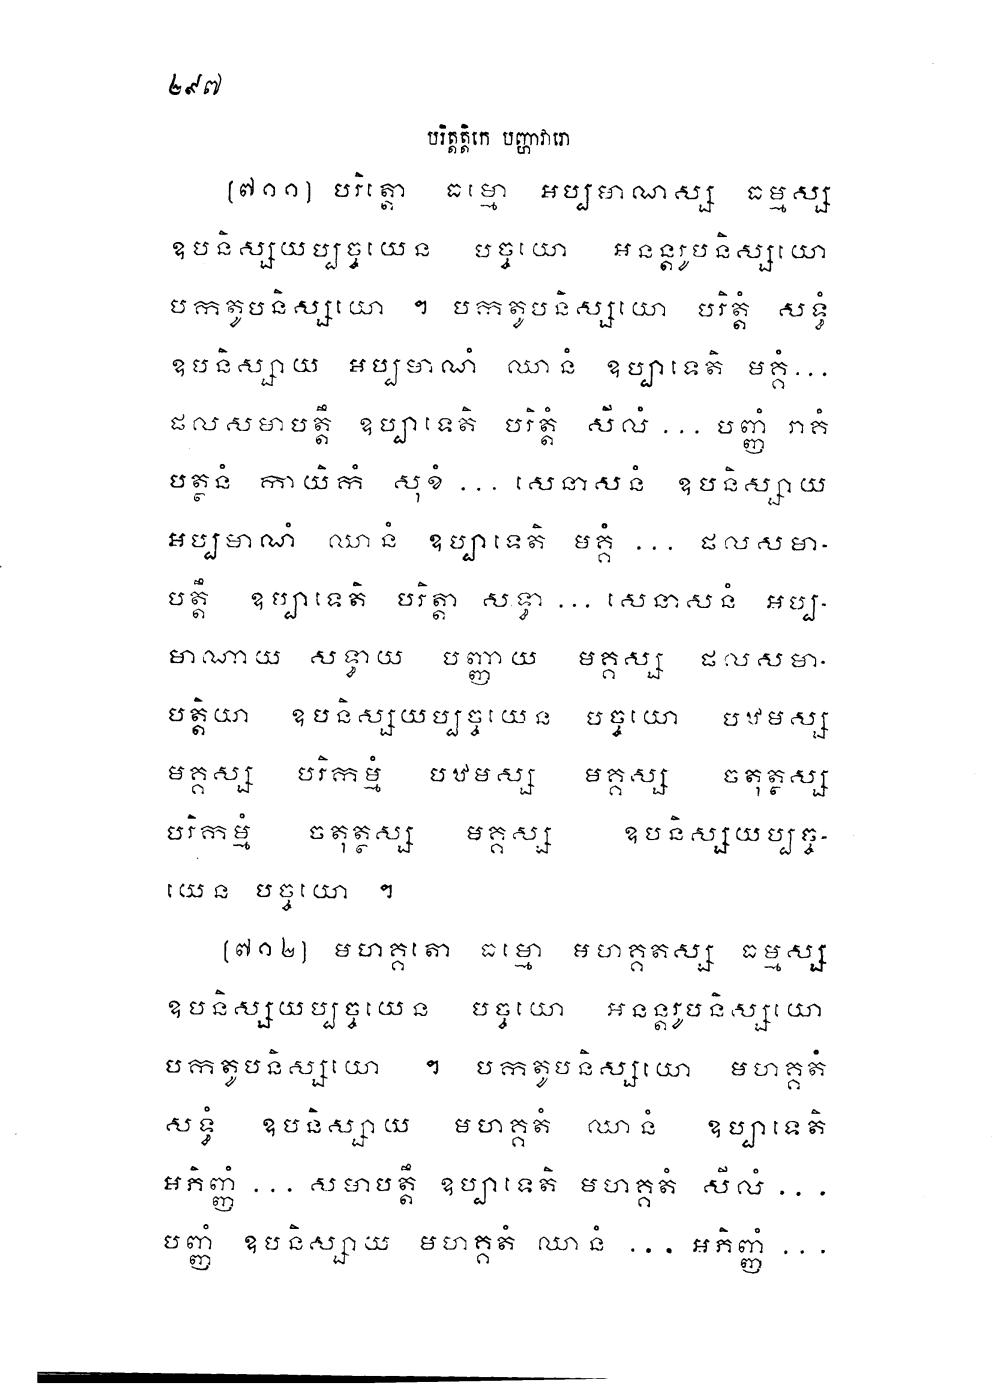 ២៩៧
បរិត្តត្តិកេ បញ្ហាវារោ
(៧០១) បរិត្តោ ធម្មោ អប្បមាណស្ស ធម្មស្ស
ឧបនិស្សយប្បច្ចយេន បច្ចយោ អនន្តរូបនិស្សយោ
បកតូបនិស្សយោ ។ បកតូបនិស្សយោ បរិត្តំ សទ្ធំ
ឧបនិស្សាយ អប្បមាណំ ឈានំ ឧប្បាទេតិ មគ្គំ...
ផលសមាបត្តឹ ឧប្បាទេតិ បរិត្តំ សីលំ ... បញ្ញំ រាគំ
បត្ថនំ កាយិកំ សុខំ ... សេនាសនំ ឧបនិស្សាយ
អប្បមាណំ ឈានំ ឧប្បាទេតិ មគ្គំ ... ផលសមា-
បត្តឹ ឧប្បាទេតិ បរិត្តា សទ្ធា ... សេនាសនំ អប្ប-
មាណាយ សទ្ធាយ បញ្ញាយ មគ្គស្ស ផលសមា-
បត្តិយា ឧបនិស្សយប្បច្ចយេន បច្ចយោ បឋមស្ស
មគ្គស្ស បរិកម្មំ បឋមស្ស មគ្គស្ស ចតុត្ថស្ស
បរិកម្មំ ចតុត្ថស្ស មគ្គស្ស ឧបនិស្សយប្បច្ច-
យេន បច្ចយោ ។
(៧០២) មហគ្គតោ ធម្មោ មហគ្គតស្ស ធម្មស្ស
ឧបនិស្សយប្បច្ចយេន បច្ចយោ អនន្តរូបនិស្សយោ
បកតូបនិស្សយោ ។ បកតូបនិស្សយោ មហគ្គតំ
សទ្ធំ ឧបនិស្សាយ មហគ្គតំ ឈានំ ឧប្បាទេតិ
អភិញ្ញំ ... សមាបត្តឹ ឧប្បាទេតិ មហគ្គតំ សីលំ ...
បញ្ញំ ឧបនិស្សាយ មហគ្គតំ ឈានំ ... អភិញ្ញំ ...